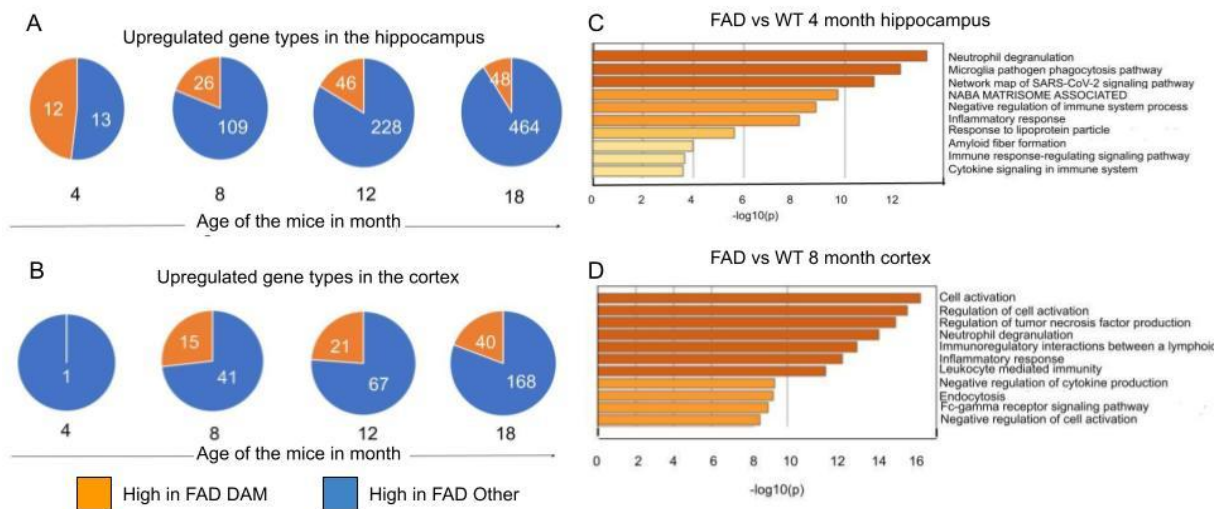 A
Upregulated gene types in the hippocampus
12
13
26
109
46
228
48
464
4
8
12
18
Age of the mice in month
B
Upregulated gene types in the cortex
1
15
41
21
67
40
168
4
8
12
18
Age of the mice in month
High in FAD DAM
High in FAD Other
C
FAD vs WT 4 month hippocampus
Neutrophil degranulation
Microglia pathogen phagocytosis pathway
Network map of SARS-CoV-2 signaling pathway
NABA MATRISOME ASSOCIATED
Negative regulation of immune system process
Inflammatory response
Response to lipoprotein particle
Amyloid fiber formation
Immune response-regulating signaling pathway
Cytokine signaling in immune system
0 2 4 6 8 10 12
-log10(p)
D
FAD vs WT 8 month cortex
Cell activation
Regulation of cell activation
Regulation of tumor necrosis factor production
Neutrophil degranulation
Immunoregulatory interactions between a lymphoid
Inflammatory response
Leukocyte mediated immunity
Negative regulation of cytokine production
Endocytosis
Fc-gamma receptor signaling pathway
Negative regulation of cell activation
0 2 4 6 8 10 12 14 16
-log10(p)